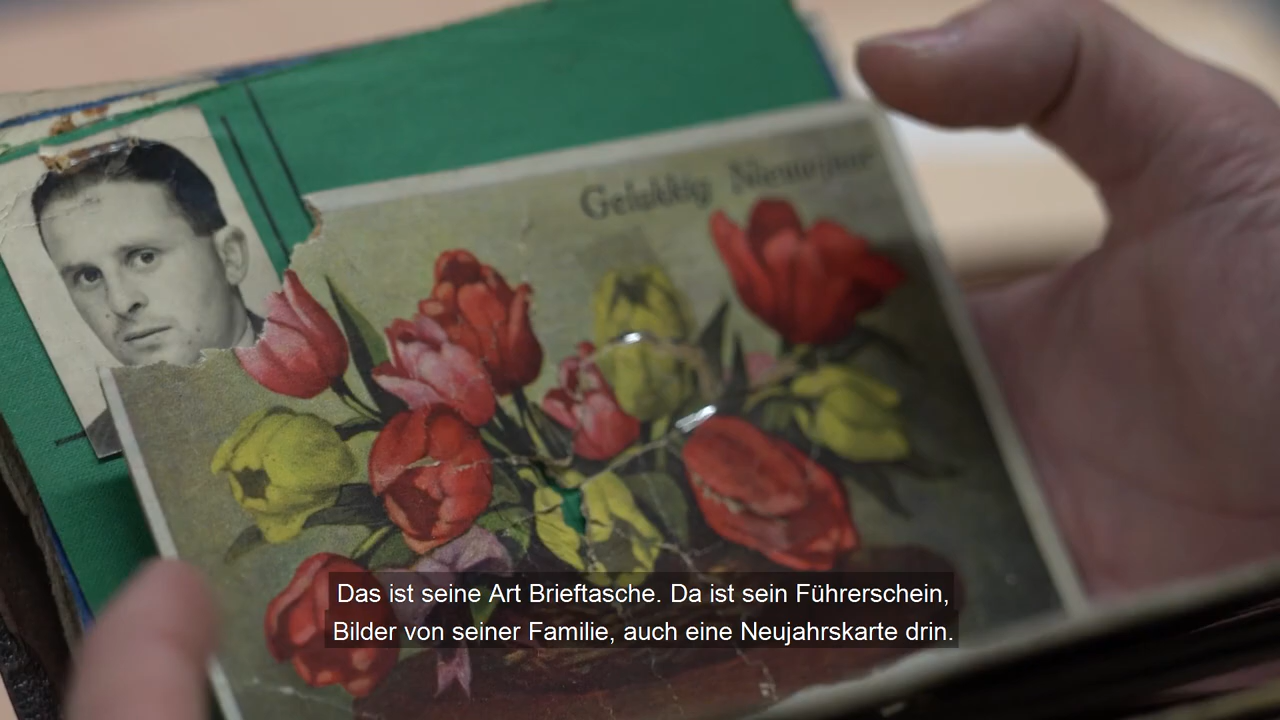 Gelukkig Nieuwjaar
Das ist seine Art Brieftasche. Da ist sein Führerschein,
Bilder von seiner Familie, auch eine Neujahrskarte drin.